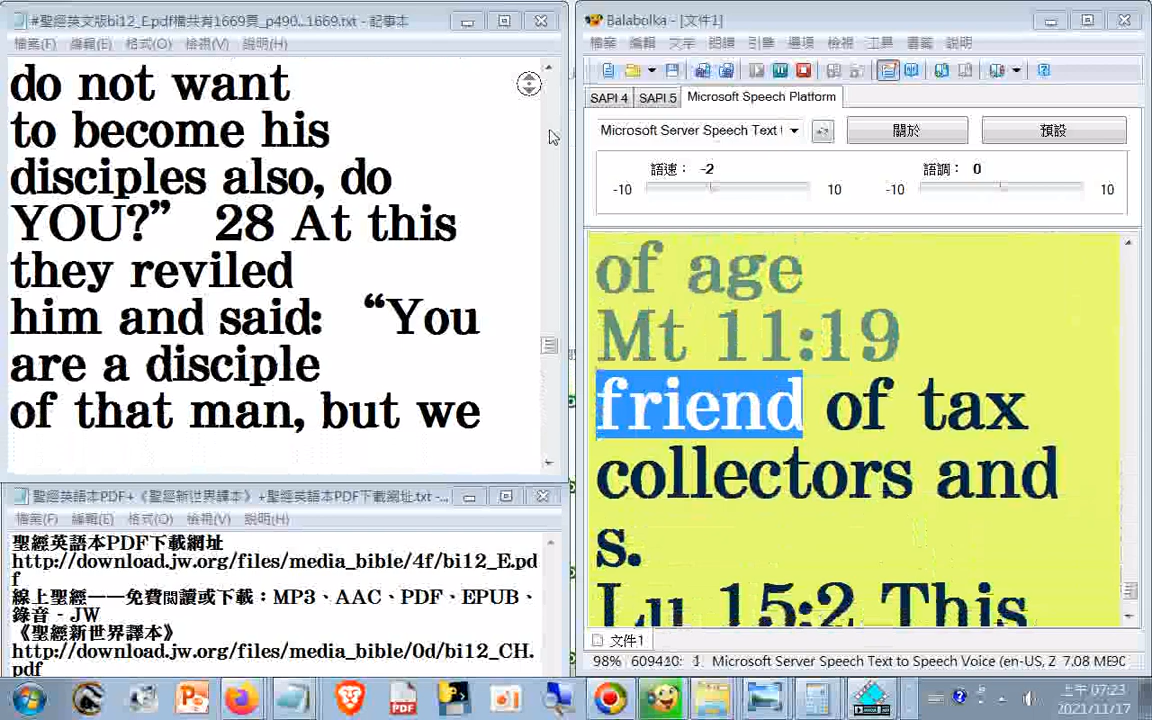 #聖經英文版bi12_E.pdf檔共有1669頁_p490...1669.txt - 記事本
檔案(F) 編輯(E) 格式(O) 檢視(V) 說明(H)
do not want
to become his
disciples also, do
YOU?” 28 At this
they reviled
him and said: “You
are a disciple
of that man, but we
聖經英語本PDF+《聖經新世界譯本》+聖經英語本PDF下載網址.txt -...
檔案(F) 編輯(E) 格式(O) 檢視(V) 說明(H)
聖經英語本PDF下載網址
http://download.jw.org/files/media_bible/4f/bi12_E.pd
f
線上聖經——免費閱讀或下載：MP3、AAC、PDF、EPUB、
錄音 - JW
《聖經新世界譯本》
http://download.jw.org/files/media_bible/0d/bi12_CH.
pdf
Balabolka - [文件1]
檔案 編輯 文字 朗讀 引擎 選項 檢視 工具 書籤 說明
SAPI 4 SAPI 5 Microsoft Speech Platform
Microsoft Server Speech Text 關於 預設
語速： -2 語調： 0
-10 10 -10 10
of age
Mt 11:19
friend of tax
collectors and
s.
Lu 15:2 This
文件1
98% 609410: 1 Microsoft Server Speech Text to Speech Voice (en-US, Z 7.08 МБ
上午 07:23
2021/11/17